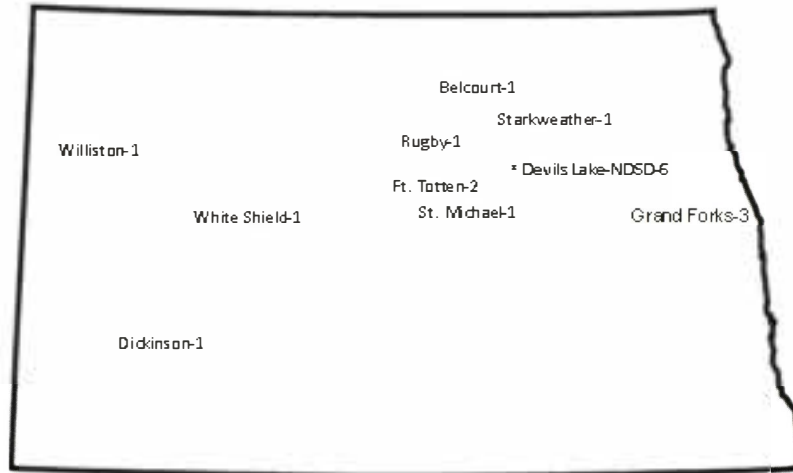 Belcourt-1
Starkweather-1
Rugby-1
Williston-1
* Devils Lake-NDSD-6
Ft. Totten-2
St. Michael-1
White Shield-1
Grand Forks-3
Dickinson-1